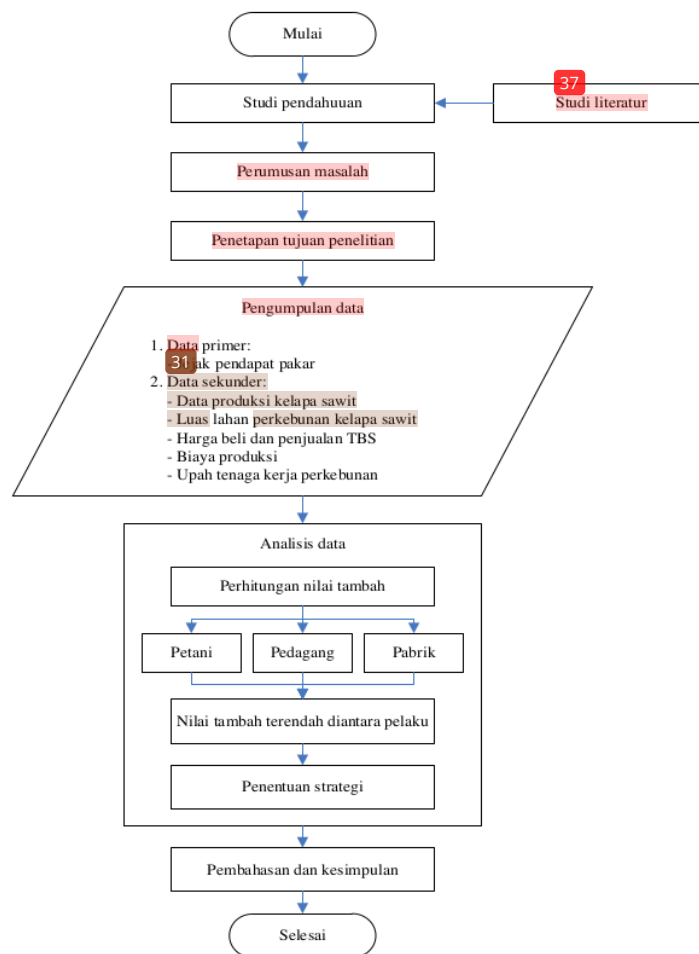 Mulai
Studi pendahuuan
37
Studi literatur
Perumusan masalah
Penetapan tujuan penelitian
Pengumpulan data
1. Data primer:
31 ak pendapat pakar
2. Data sekunder:
- Data produksi kelapa sawit
- Luas lahan perkebunan kelapa sawit
- Harga beli dan penjualan TBS
- Biaya produksi
- Upah tenaga kerja perkebunan
Analisis data
Perhitungan nilai tambah
Petani
Pedagang
Pabrik
Nilai tambah terendah diantara pelaku
Penentuan strategi
Pembahasan dan kesimpulan
Selesai